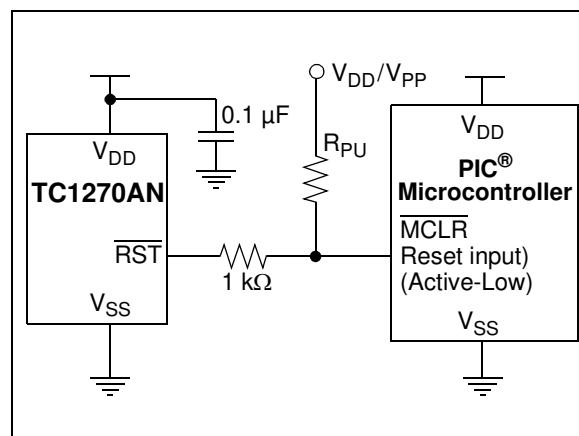 V_DD/V_PP
0.1 µF
V_DD
TC1270AN
RST
V_SS
1 kΩ
R_PU
V_DD
PIC®
Microcontroller
MCLR
Reset input)
(Active-Low)
V_SS